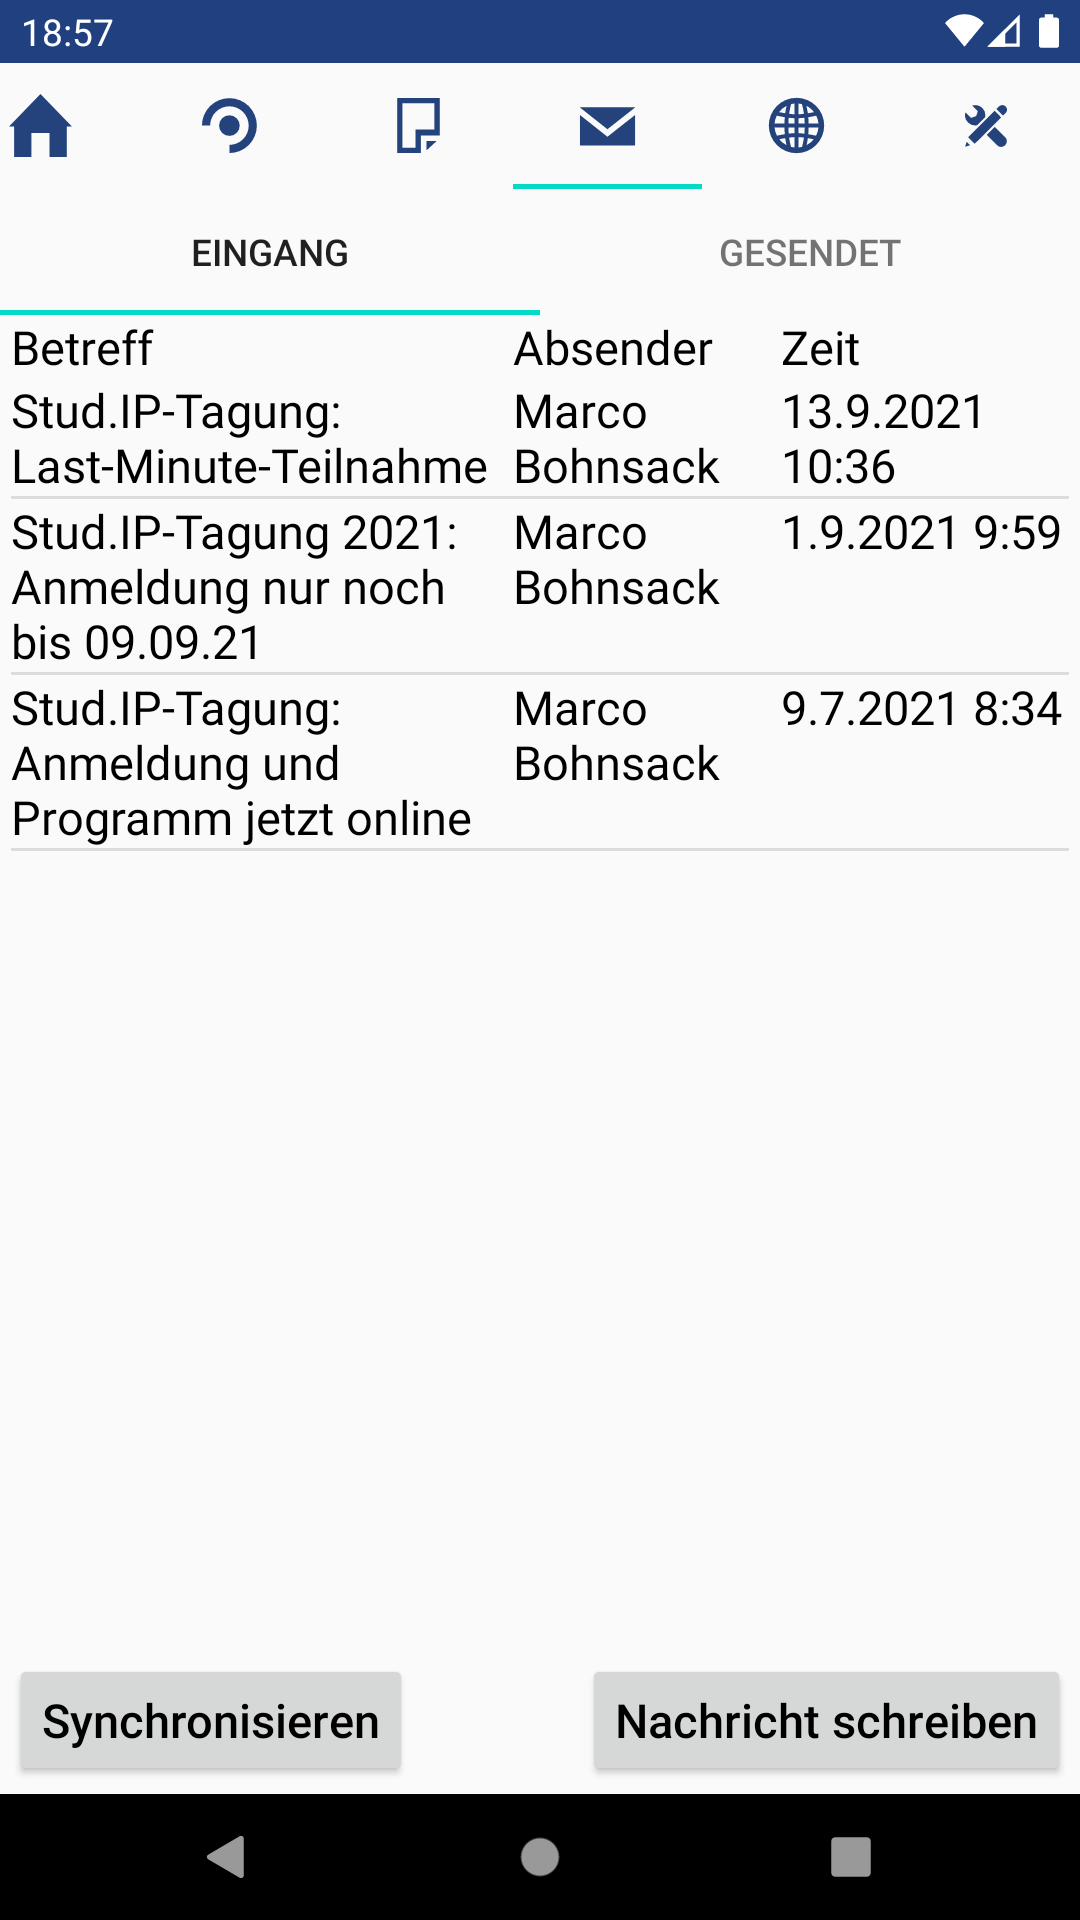 18:57
EINGANG GESENDET
Betreff Absender Zeit
Stud.IP-Tagung: Marco 13.9.2021
Last-Minute-Teilnahme Bohnsack 10:36
Stud.IP-Tagung 2021: Marco 1.9.2021 9:59
Anmeldung nur noch Bohnsack
bis 09.09.21
Stud.IP-Tagung: Marco 9.7.2021 8:34
Anmeldung und Bohnsack
Programm jetzt online
Synchronisieren Nachricht schreiben